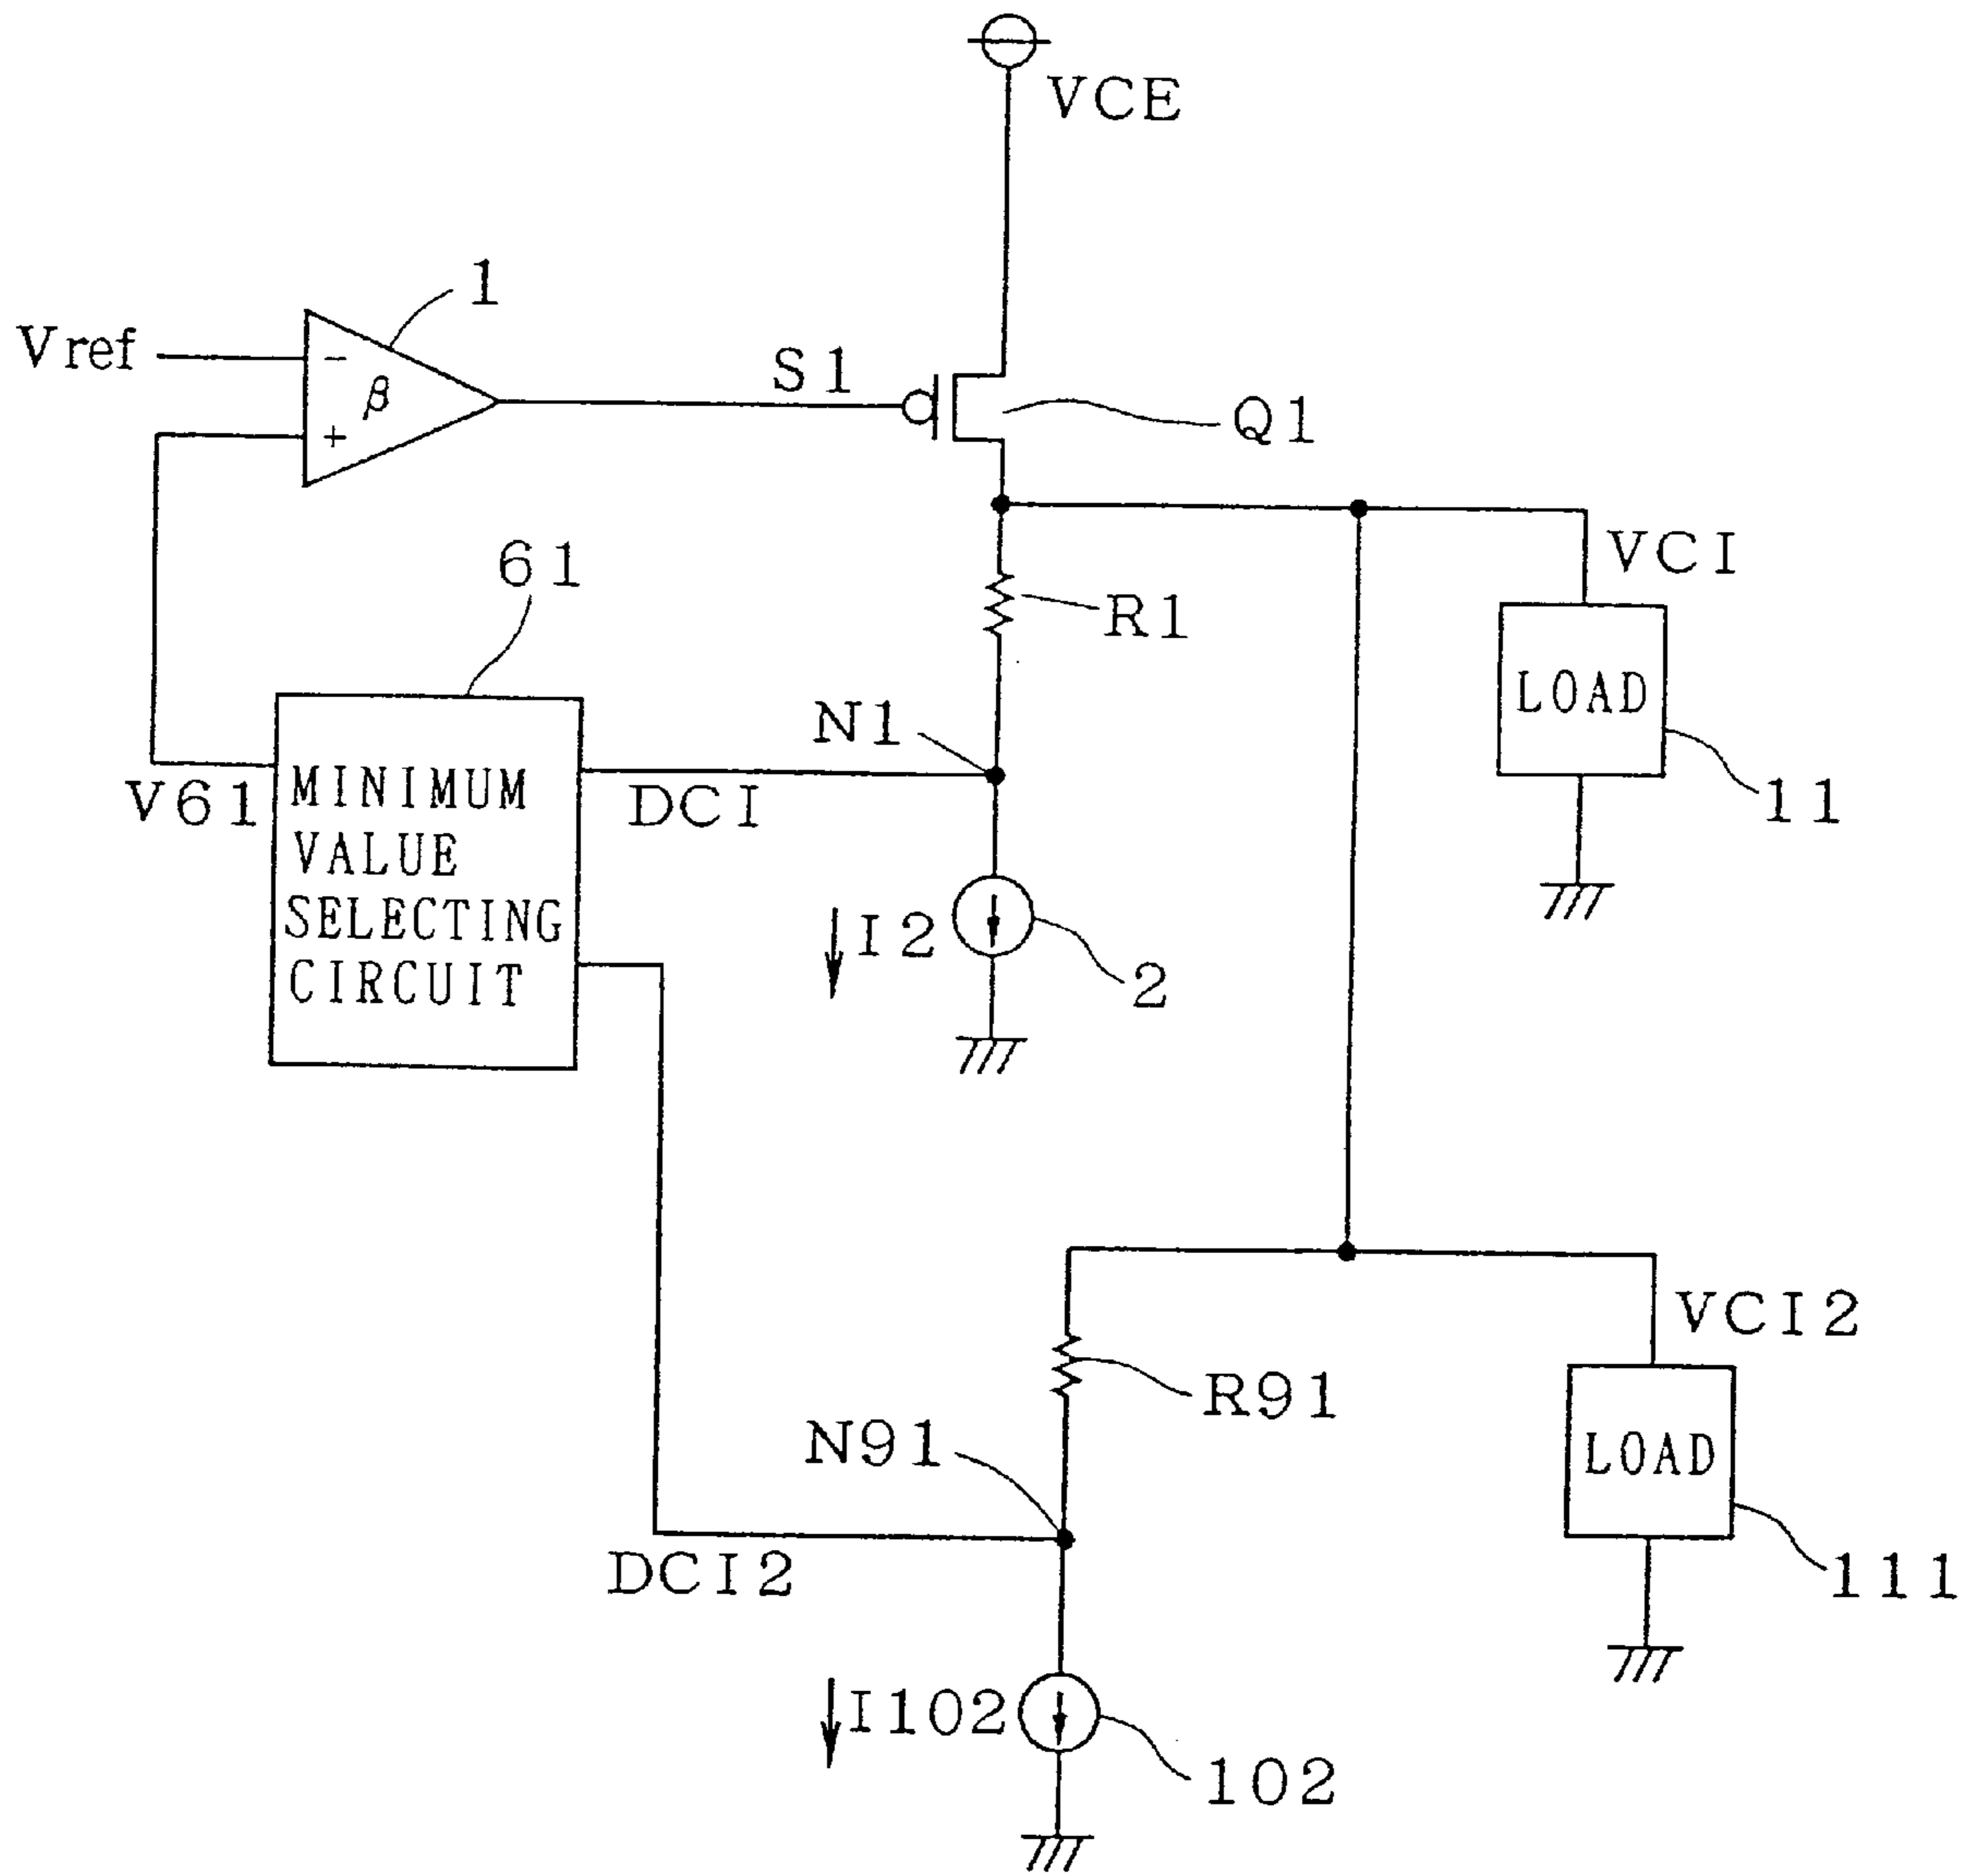 VCE
1
Vref
−
β
+
S1
Q1
VCI
61
R1
LOAD
N1
11
V61
MINIMUM
VALUE
SELECTING
CIRCUIT
DCI
I2
2
VCI2
R91
N91
LOAD
DCI2
111
I102
102